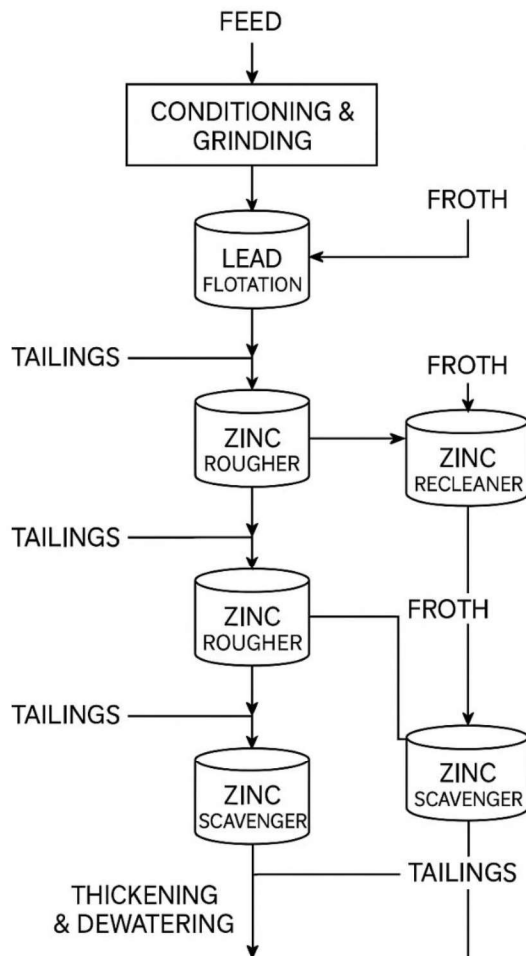 FEED
CONDITIONING &
GRINDING
FROTH
LEAD
FLOTATION
TAILINGS
FROTH
ZINC
ROUGHER
ZINC
RECLEANER
TAILINGS
ZINC
ROUGHER
FROTH
TAILINGS
ZINC
SCAVENGER
ZINC
SCAVENGER
THICKENING
& DEWATERING
TAILINGS